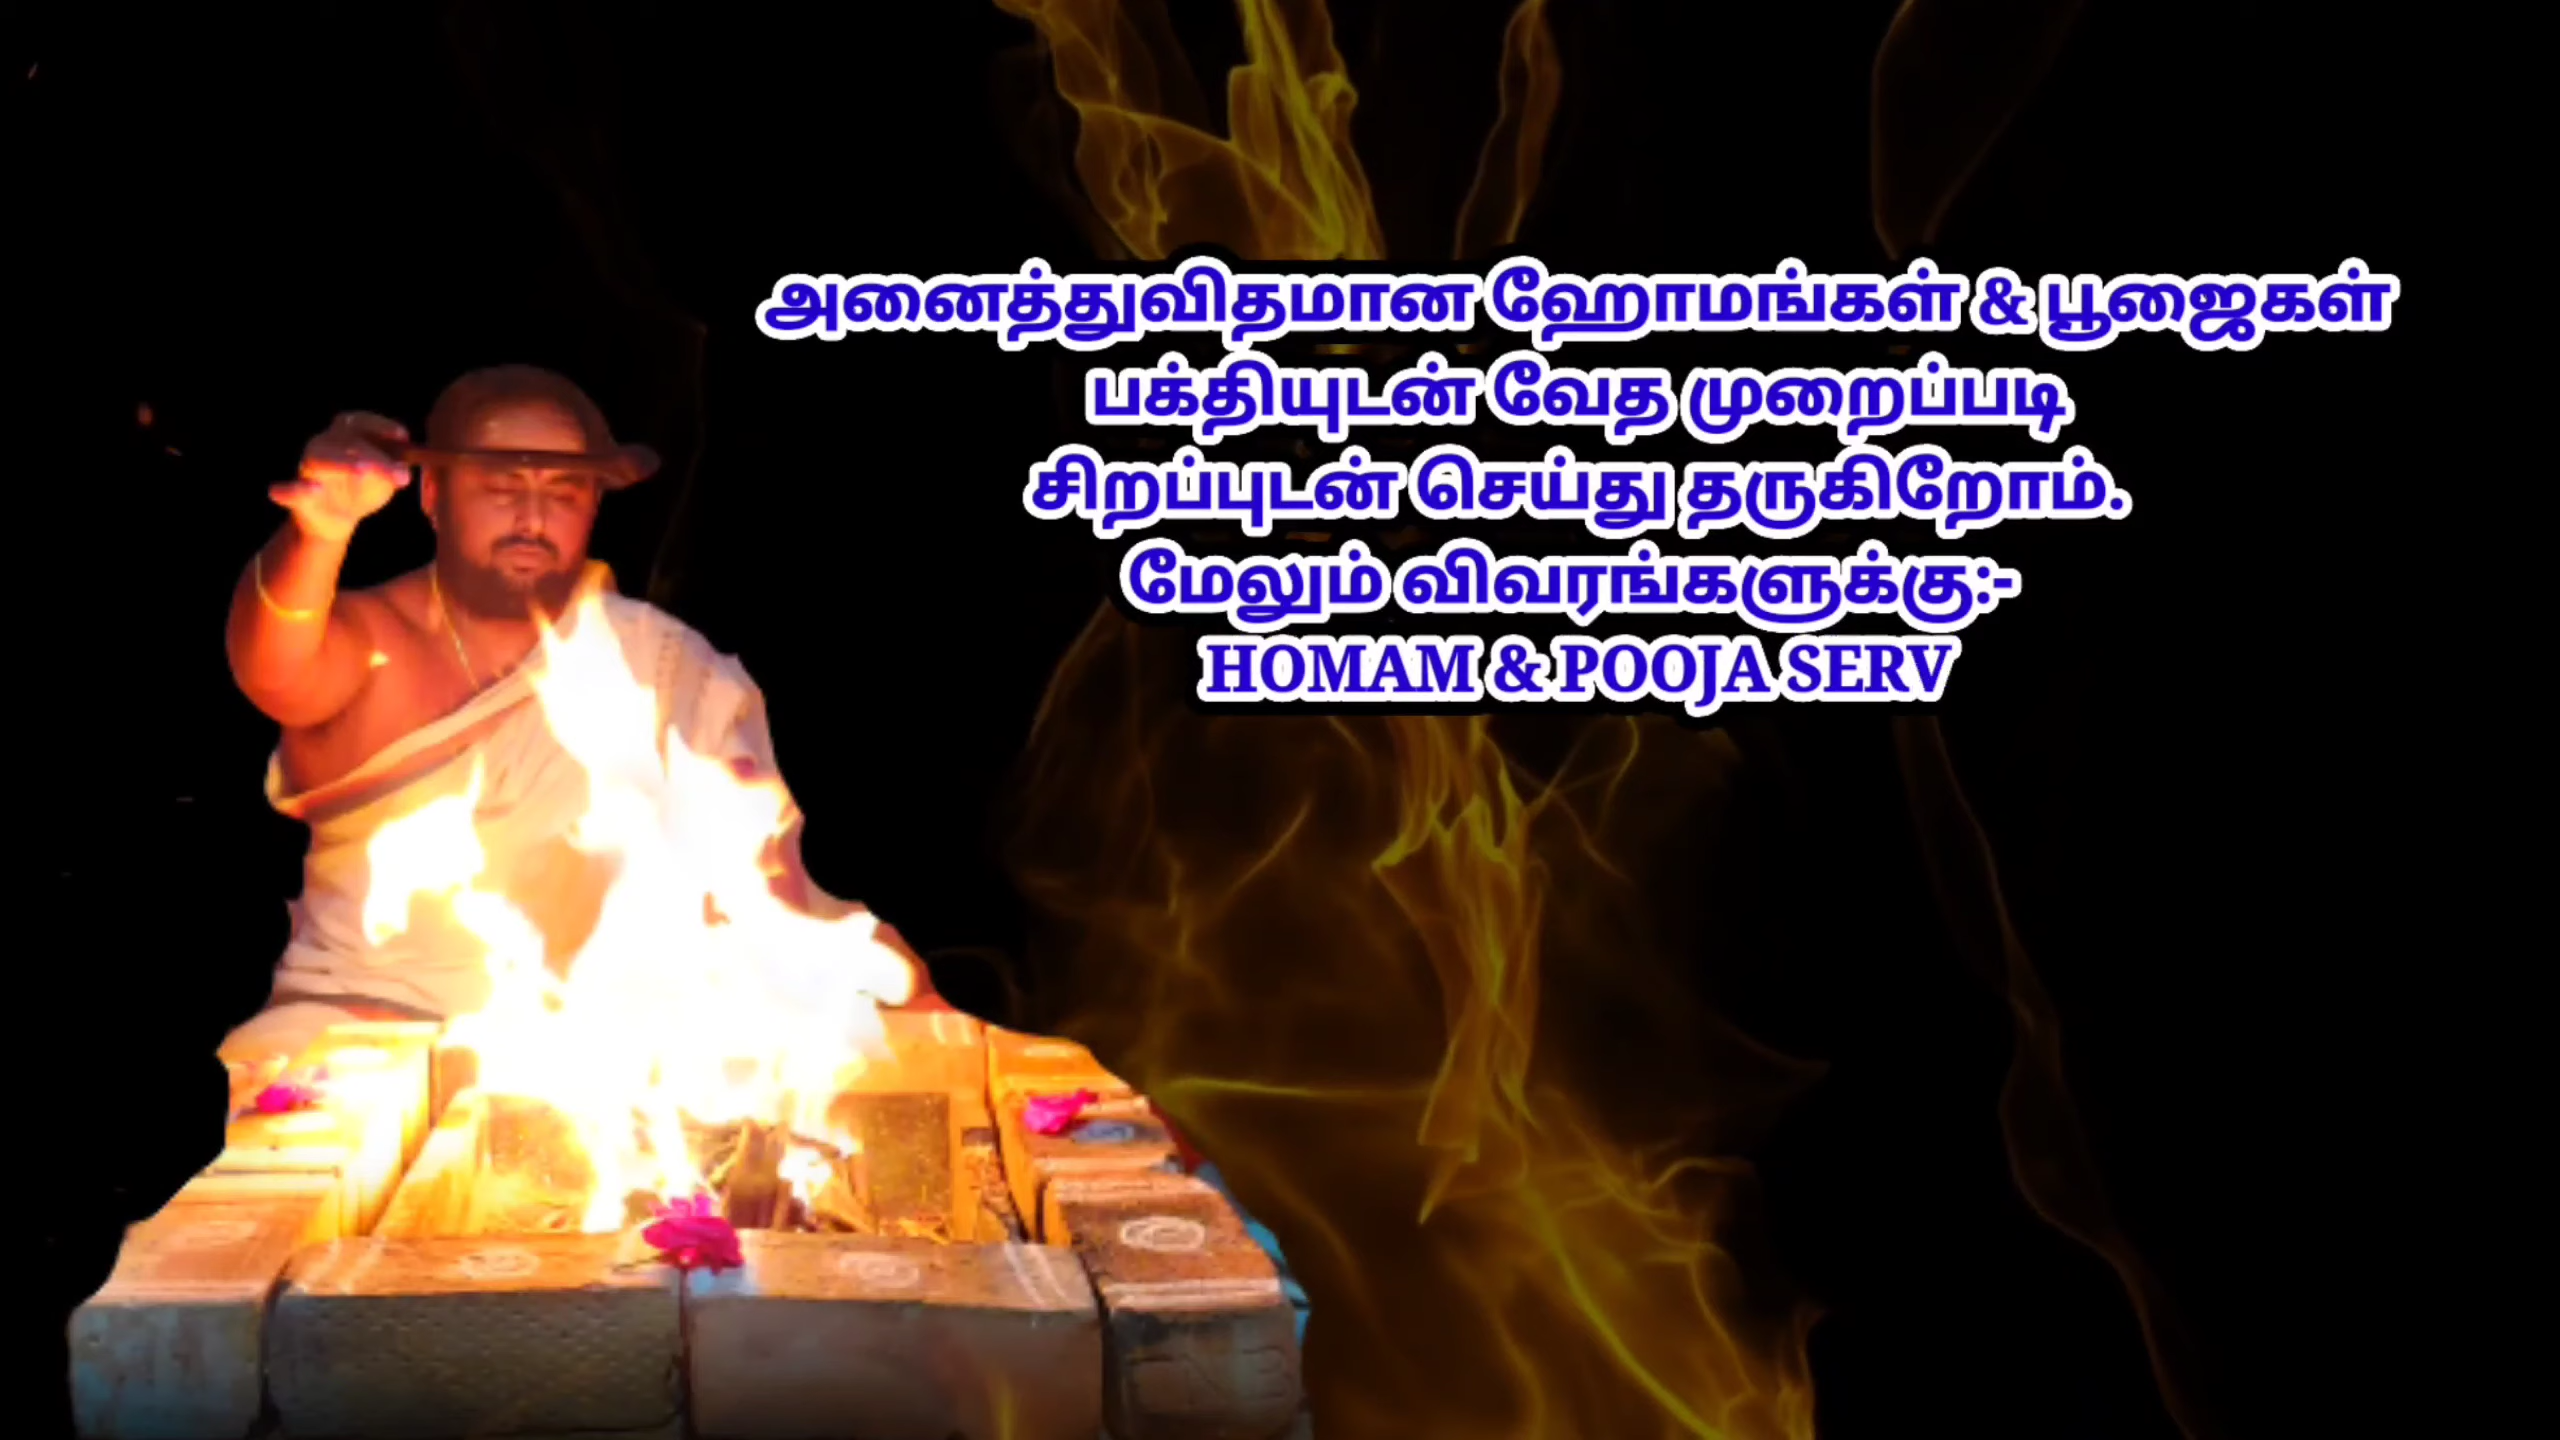 அனைத்துவிதமான ஹோமங்கள் & பூஜைகள்
பக்தியுடன் வேத முறைப்படி
சிறப்புடன் செய்து தருகிறோம்.
மேலும் விவரங்களுக்கு:-
HOMAM & POOJA SERV